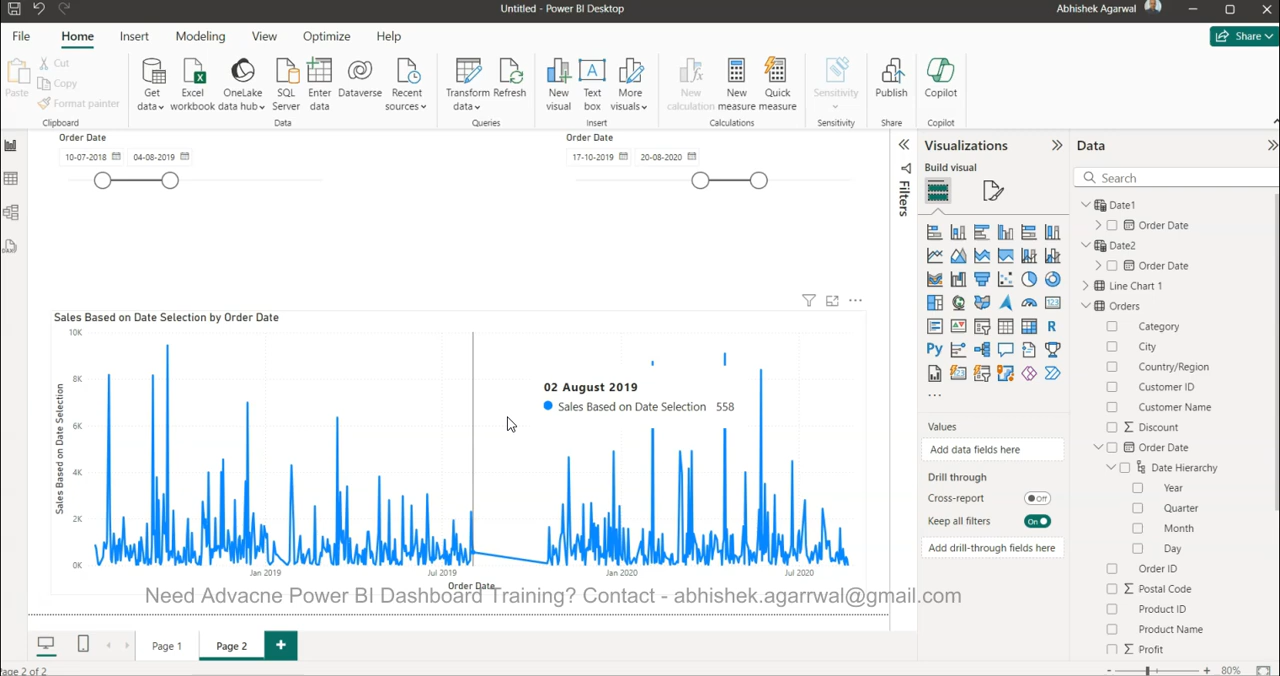 Untitled - Power BI Desktop
Abhishek Agarwal
File Home Insert Modeling View Optimize Help
Share
Paste
Cut
Copy
Format painter
Clipboard
Get data
Excel workbook
OneLake data hub
SQL Server
Enter data
Dataverse
Recent sources
Data
Transform data
Refresh
Queries
New visual
Text box
More visuals
Insert
New calculation
New measure
Quick measure
Calculations
Sensitivity
Sensitivity
Publish
Share
Copilot
Copilot
Order Date
10-07-2018 04-08-2019
Order Date
17-10-2019 20-08-2020
Sales Based on Date Selection by Order Date
Sales Based on Date Selection
10K
8K
6K
4K
2K
0K
02 August 2019
Sales Based on Date Selection 558
Jan 2019 Jul 2019 Jan 2020 Jul 2020
Order Date
Need Advacne Power BI Dashboard Training? Contact - abhishek.agarrwal@gmail.com
Page 1
Page 2
Page 2 of 2
80%
Filters
Visualizations
Build visual
R
Py
Values
Add data fields here
Drill through
Cross-report
Off
Keep all filters
On
Add drill-through fields here
Data
Search
Date1
Order Date
Date2
Order Date
Line Chart 1
Orders
Category
City
Country/Region
Customer ID
Customer Name
Discount
Order Date
Date Hierarchy
Year
Quarter
Month
Day
Order ID
Postal Code
Product ID
Product Name
Profit